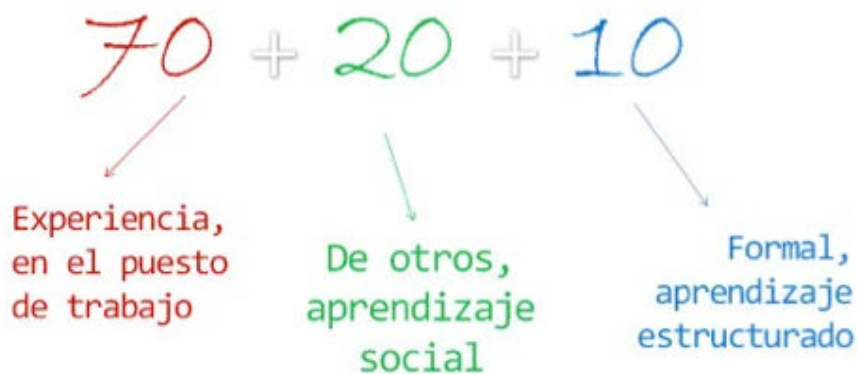 70 + 20 + 10
Experiencia,
en el puesto
de trabajo
De otros,
aprendizaje
social
Formal,
aprendizaje
estructurado